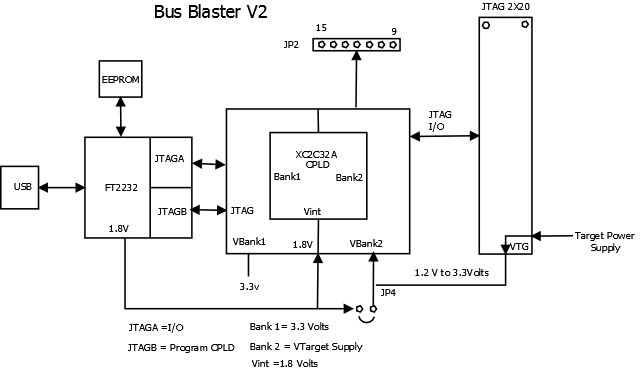 Bus Blaster V2
JTAG 2X20
15
9
JP2
EEPROM
JTAG
I/O
XC2C32A
CPLD
JTAGA
Bank1
Bank2
USB
FT2232
JTAGB
JTAG
Vint
1.8V
VBank1
1.8V
VBank2
VTG
Target Power
Supply
1.2 V to 3.3Volts
3.3v
JP4
JTAGA =I/O
Bank 1= 3.3 Volts
JTAGB = Program CPLD
Bank 2 = VTarget Supply
Vint =1.8 Volts